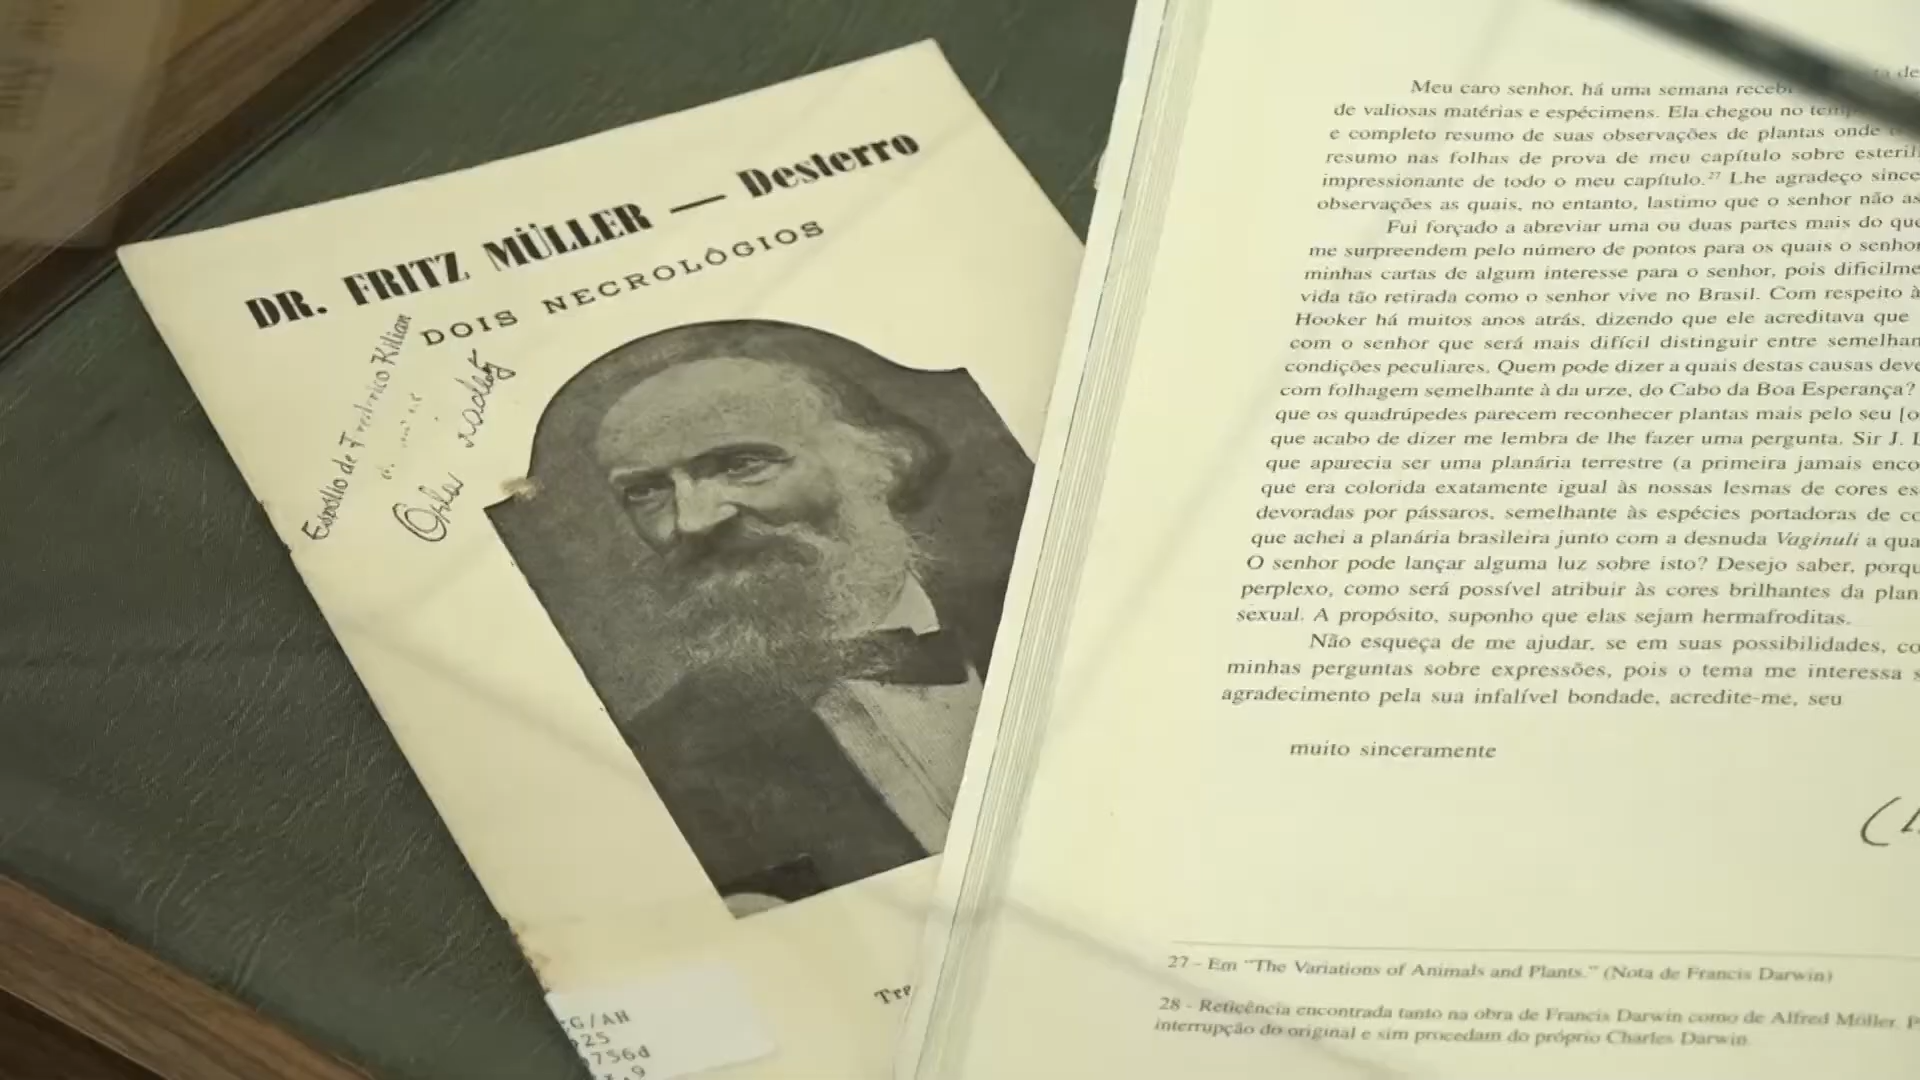 DR. FRITZ MÜLLER — Desterro
DOIS NECROLÓGIOS
Espólio de Frederico Kilian
Meu caro senhor, há uma semana recebi
de valiosas matérias e espécimens. Ela chegou no
e completo resumo de suas observações de plantas onde
resumo nas folhas de prova de meu capítulo sobre
impressionante de todo o meu capítulo.²⁷ Lhe agradeço
observações as quais, no entanto, lastimo que o senhor não
Fui forçado a abreviar uma ou duas partes mais do que
me surpreendem pelo número de pontos para os quais o senhor
minhas cartas de algum interesse para o senhor, pois
vida tão retirada como o senhor vive no Brasil. Com respeito à
Hooker há muitos anos atrás, dizendo que ele acreditava que
com o senhor que será mais difícil distinguir entre
condições peculiares. Quem pode dizer a quais destas causas
com folhagem semelhante à da urze, do Cabo da Boa Esperança?
que os quadrúpedes parecem reconhecer plantas mais pelo seu [o
que acabo de dizer me lembra de lhe fazer uma pergunta. Sir J. L
que aparecia ser uma planária terrestre (a primeira jamais
que era colorida exatamente igual às nossas lesmas de cores
devoradas por pássaros, semelhante às espécies portadoras de
que achei a planária brasileira junto com a desnuda Vaginuli a
O senhor pode lançar alguma luz sobre isto? Desejo saber,
perplexo, como será possível atribuir às cores brilhantes da
sexual. A propósito, suponho que elas sejam hermafroditas.
Não esqueça de me ajudar, se em suas possibilidades,
minhas perguntas sobre expressões, pois o tema me interessa
agradecimento pela sua infalível bondade, acredite-me, seu
muito sinceramente
27 - Em "The Variations of Animals and Plants." (Nota de Francis Darwin)
28 - Reticência encontrada tanto na obra de Francis Darwin como de Alfred Möller.
interrupção do original e sim procedam do próprio Charles Darwin.